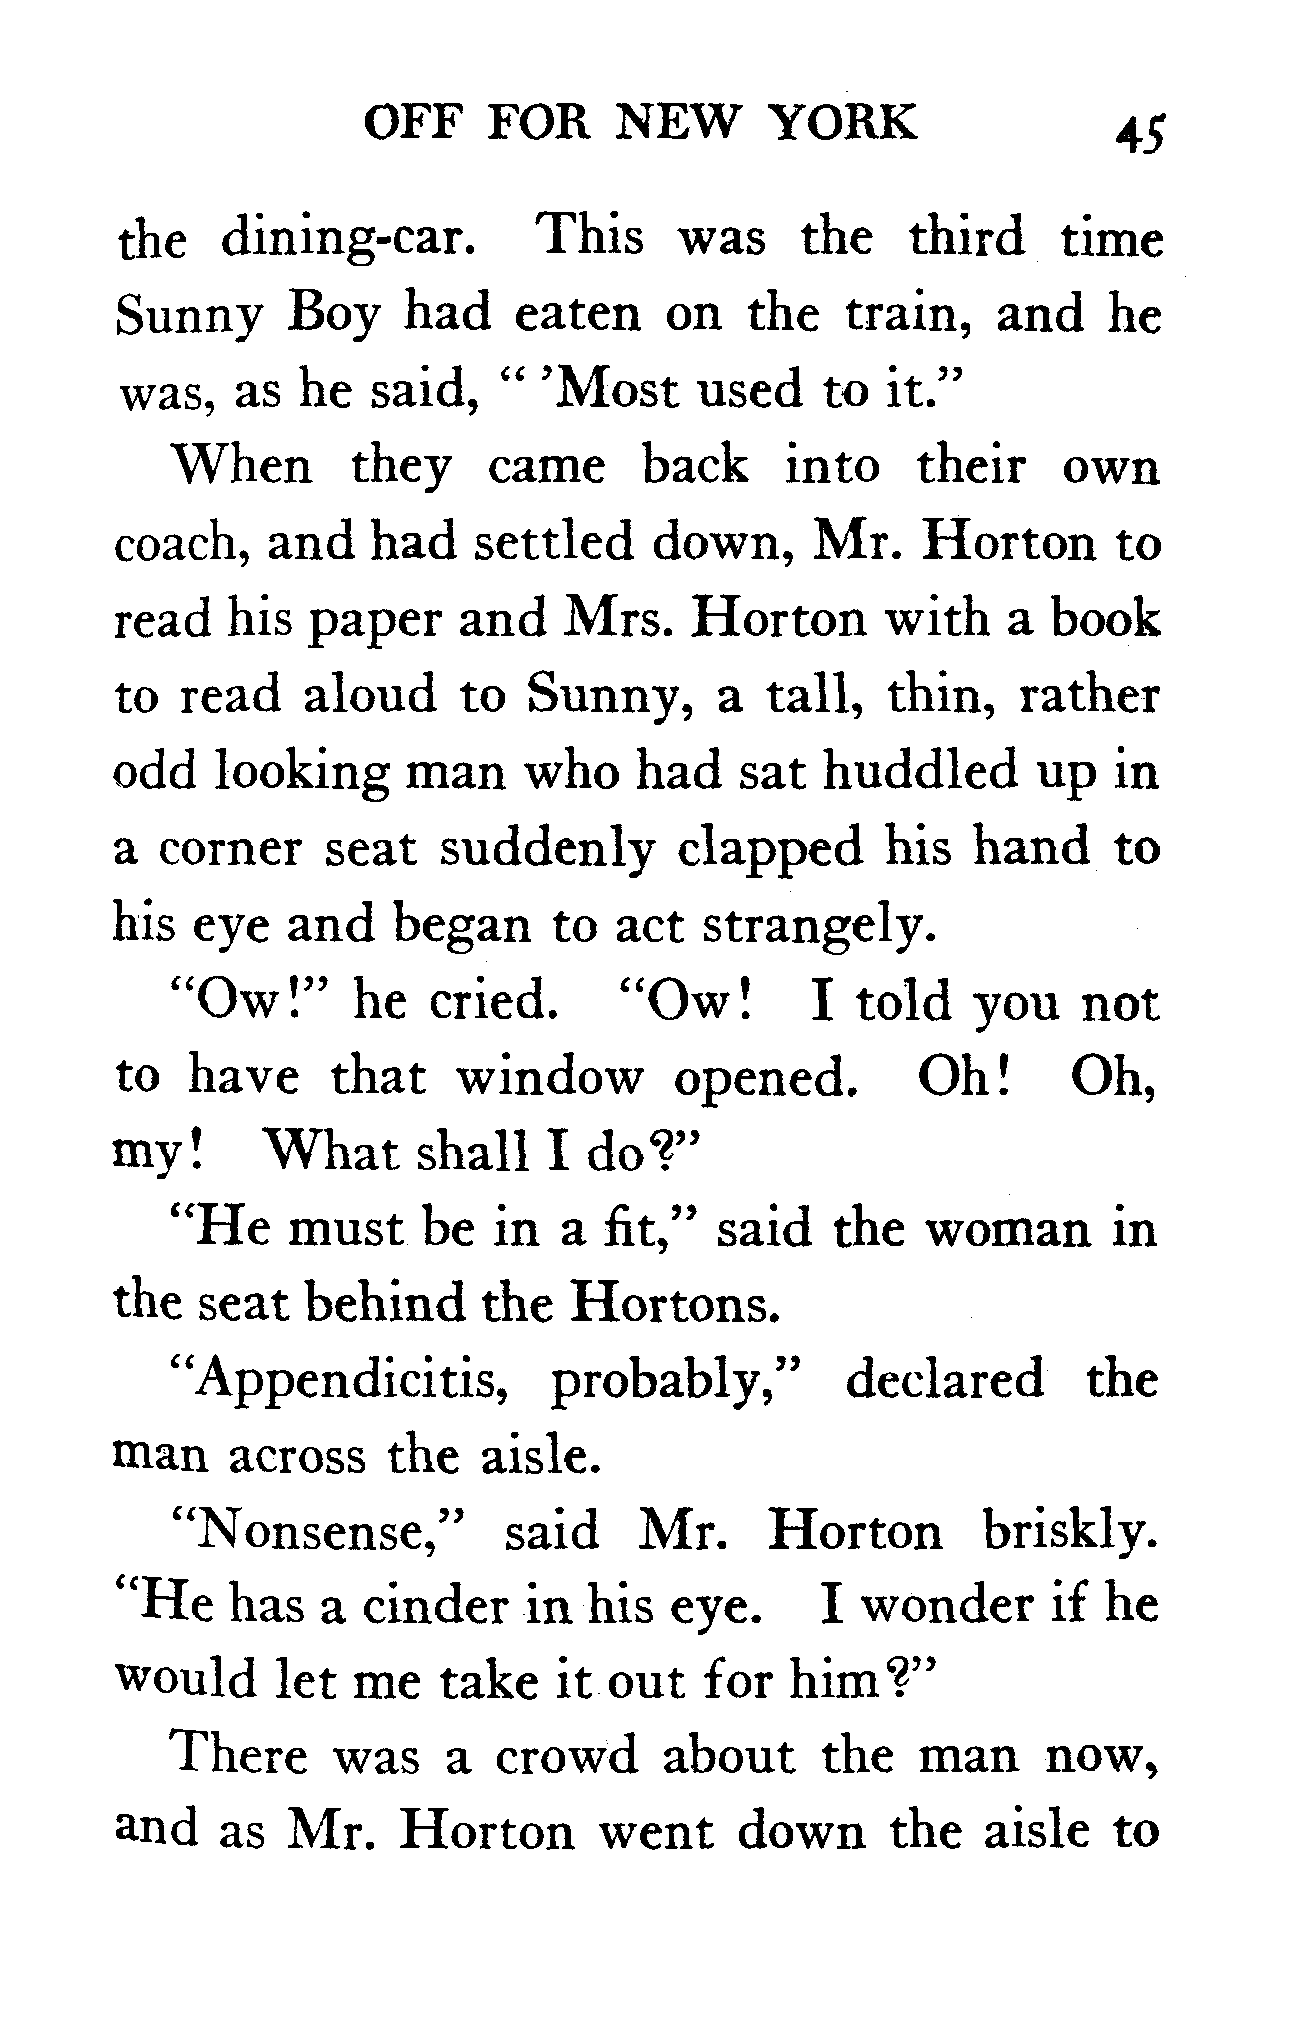 OFF FOR NEW YORK 45
the dining-car. This was the third time
Sunny Boy had eaten on the train, and he
was, as he said, “ ’Most used to it.”
When they came back into their own
coach, and had settled down, Mr. Horton to
read his paper and Mrs. Horton with a book
to read aloud to Sunny, a tall, thin, rather
odd looking man who had sat huddled up in
a corner seat suddenly clapped his hand to
his eye and began to act strangely.
“Ow!” he cried. “Ow! I told you not
to have that window opened. Oh! Oh,
my! What shall I do?”
“He must be in a fit,” said the woman in
the seat behind the Hortons.
“Appendicitis, probably,” declared the
man across the aisle.
“Nonsense,” said Mr. Horton briskly.
“He has a cinder in his eye. I wonder if he
would let me take it out for him?”
There was a crowd about the man now,
and as Mr. Horton went down the aisle to